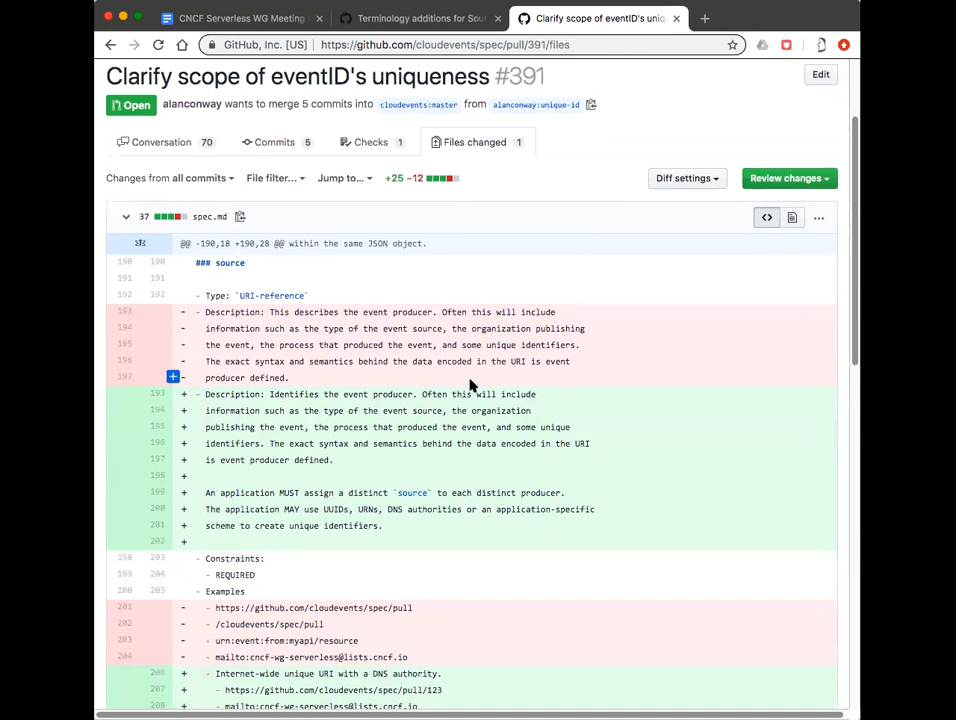 CNCF Serverless WG Meeting
Terminology additions for Sou
Clarify scope of eventID's uniqu
GitHub, Inc. [US] | https://github.com/cloudevents/spec/pull/391/files
Clarify scope of eventID's uniqueness #391
Edit
Open alanconway wants to merge 5 commits into cloudevents:master from alanconway:unique-id
Conversation 70 Commits 5 Checks 1 Files changed 1
Changes from all commits File filter... Jump to... +25 −12 Diff settings Review changes
37 spec.md
@@ -190,18 +190,28 @@ within the same JSON object.
190 190 ### source
191 191
192 192 - Type: `URI-reference`
193 - - Description: This describes the event producer. Often this will include
194 - information such as the type of the event source, the organization publishing
195 - the event, the process that produced the event, and some unique identifiers.
196 - The exact syntax and semantics behind the data encoded in the URI is event
197 - producer defined.
193 + - Description: Identifies the event producer. Often this will include
194 + information such as the type of the event source, the organization
195 + publishing the event, the process that produced the event, and some unique
196 + identifiers. The exact syntax and semantics behind the data encoded in the URI
197 + is event producer defined.
198 +
199 + An application MUST assign a distinct `source` to each distinct producer.
200 + The application MAY use UUIDs, URNs, DNS authorities or an application-specific
201 + scheme to create unique identifiers.
202 +
198 203 - Constraints:
199 204 - REQUIRED
200 205 - Examples
201 - - https://github.com/cloudevents/spec/pull
202 - - /cloudevents/spec/pull
203 - - urn:event:from:myapi/resource
204 - - mailto:cncf-wg-serverless@lists.cncf.io
206 + - Internet-wide unique URI with a DNS authority.
207 + - https://github.com/cloudevents/spec/pull/123
208 + - mailto:cncf-wg-serverless@lists.cncf.io